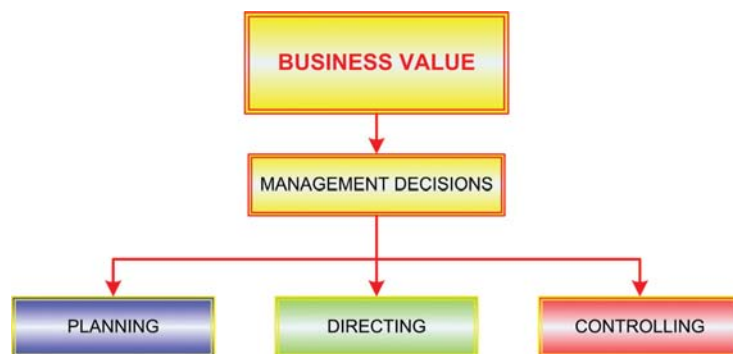 BUSINESS VALUE
MANAGEMENT DECISIONS
PLANNING
DIRECTING
CONTROLLING